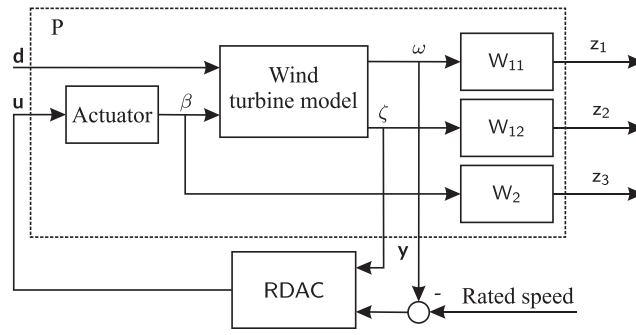 P
d
u
Actuator
β
Wind
turbine model
ω
ζ
W11
W12
W2
z1
z2
z3
y
RDAC
-
Rated speed